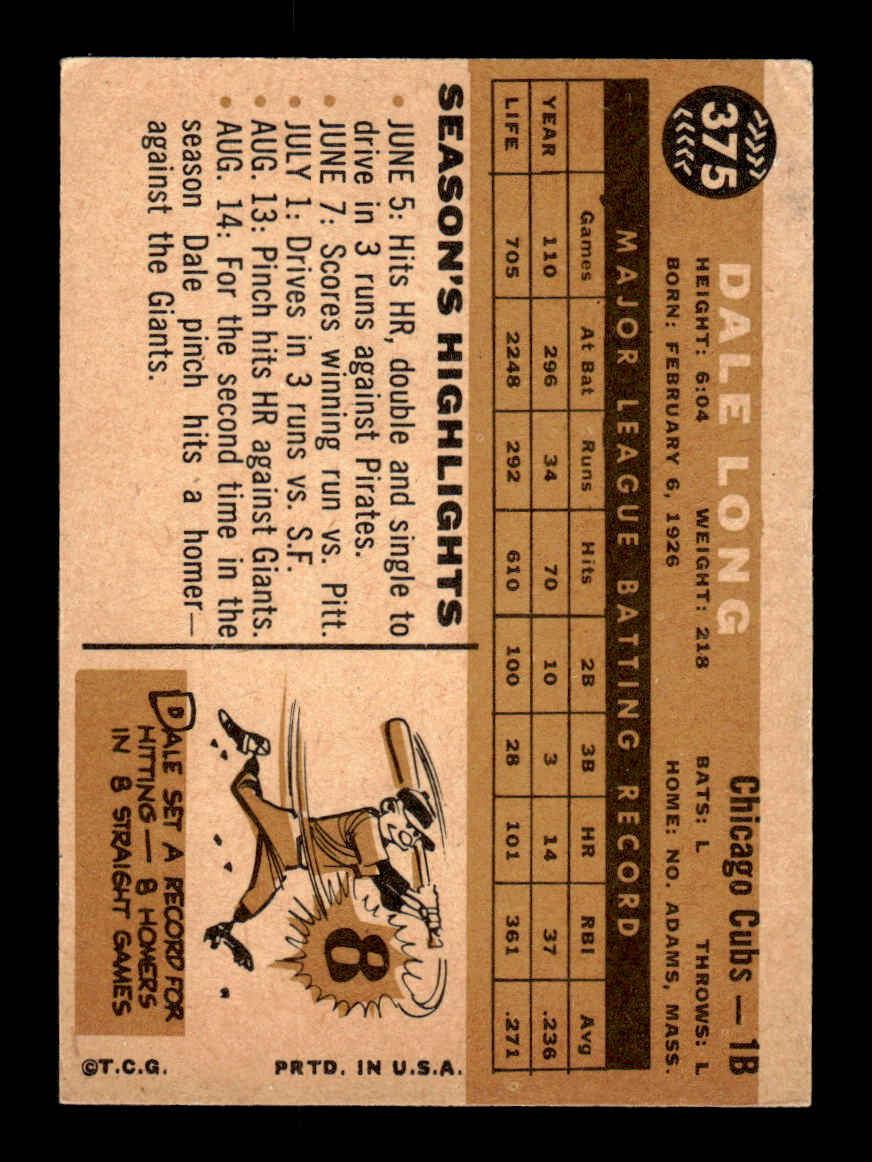 375
DALE LONG
Chicago Cubs — 1B
HEIGHT: 6:04 WEIGHT: 218 BATS: L THROWS: L
BORN: FEBRUARY 6, 1926 HOME: NO. ADAMS, MASS.
MAJOR LEAGUE BATTING RECORD
Games At Bat Runs Hits 2B 3B HR RBI Avg
YEAR 110 296 34 70 10 3 14 37 .236
LIFE 705 2248 292 610 100 28 101 361 .271
SEASON'S HIGHLIGHTS
• JUNE 5: Hits HR, double and single to
drive in 3 runs against Pirates.
• JUNE 7: Scores winning run vs. Pitt.
• JULY 1: Drives in 3 runs vs. S.F.
• AUG. 13: Pinch hits HR against Giants.
• AUG. 14: For the second time in the
season Dale pinch hits a homer—
against the Giants.
8
DALE SET A RECORD FOR
HITTING — 8 HOMERS
IN 8 STRAIGHT GAMES
©T.C.G. PRTD. IN U.S.A.